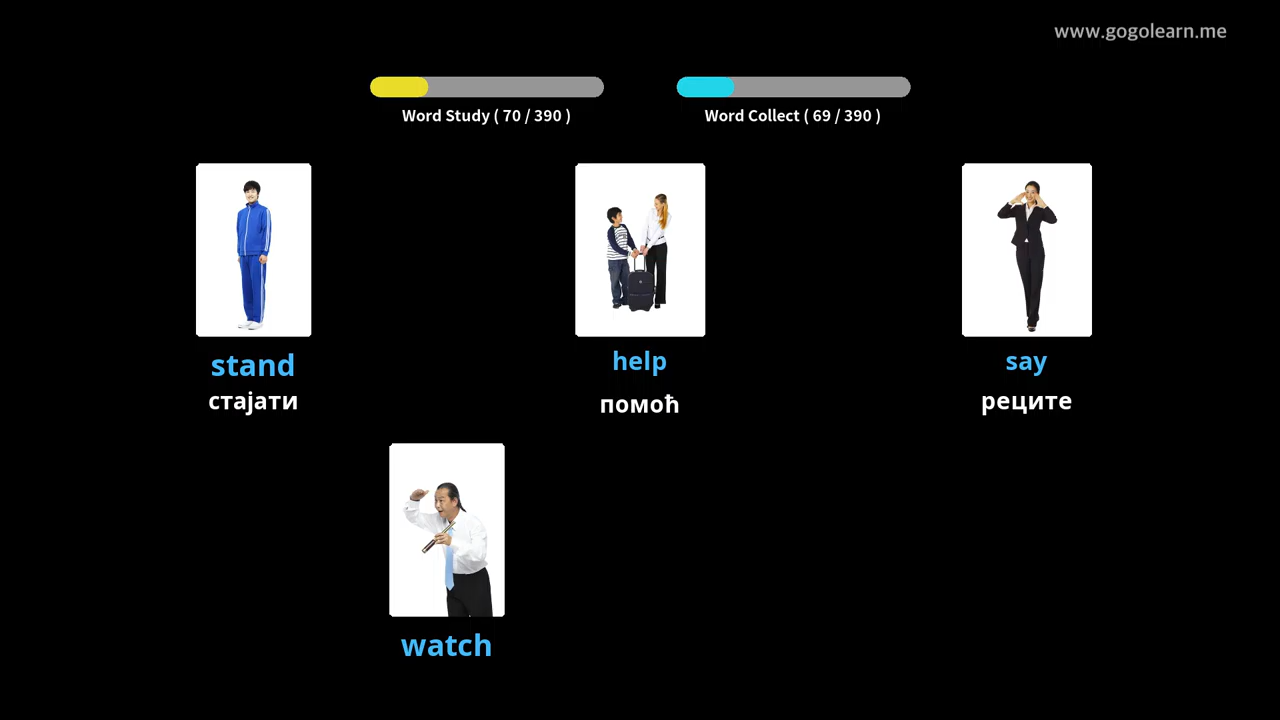 www.gogolearn.me
Word Study ( 70 / 390 )
Word Collect ( 69 / 390 )
stand
help
say
стајати
помоћ
реците
watch